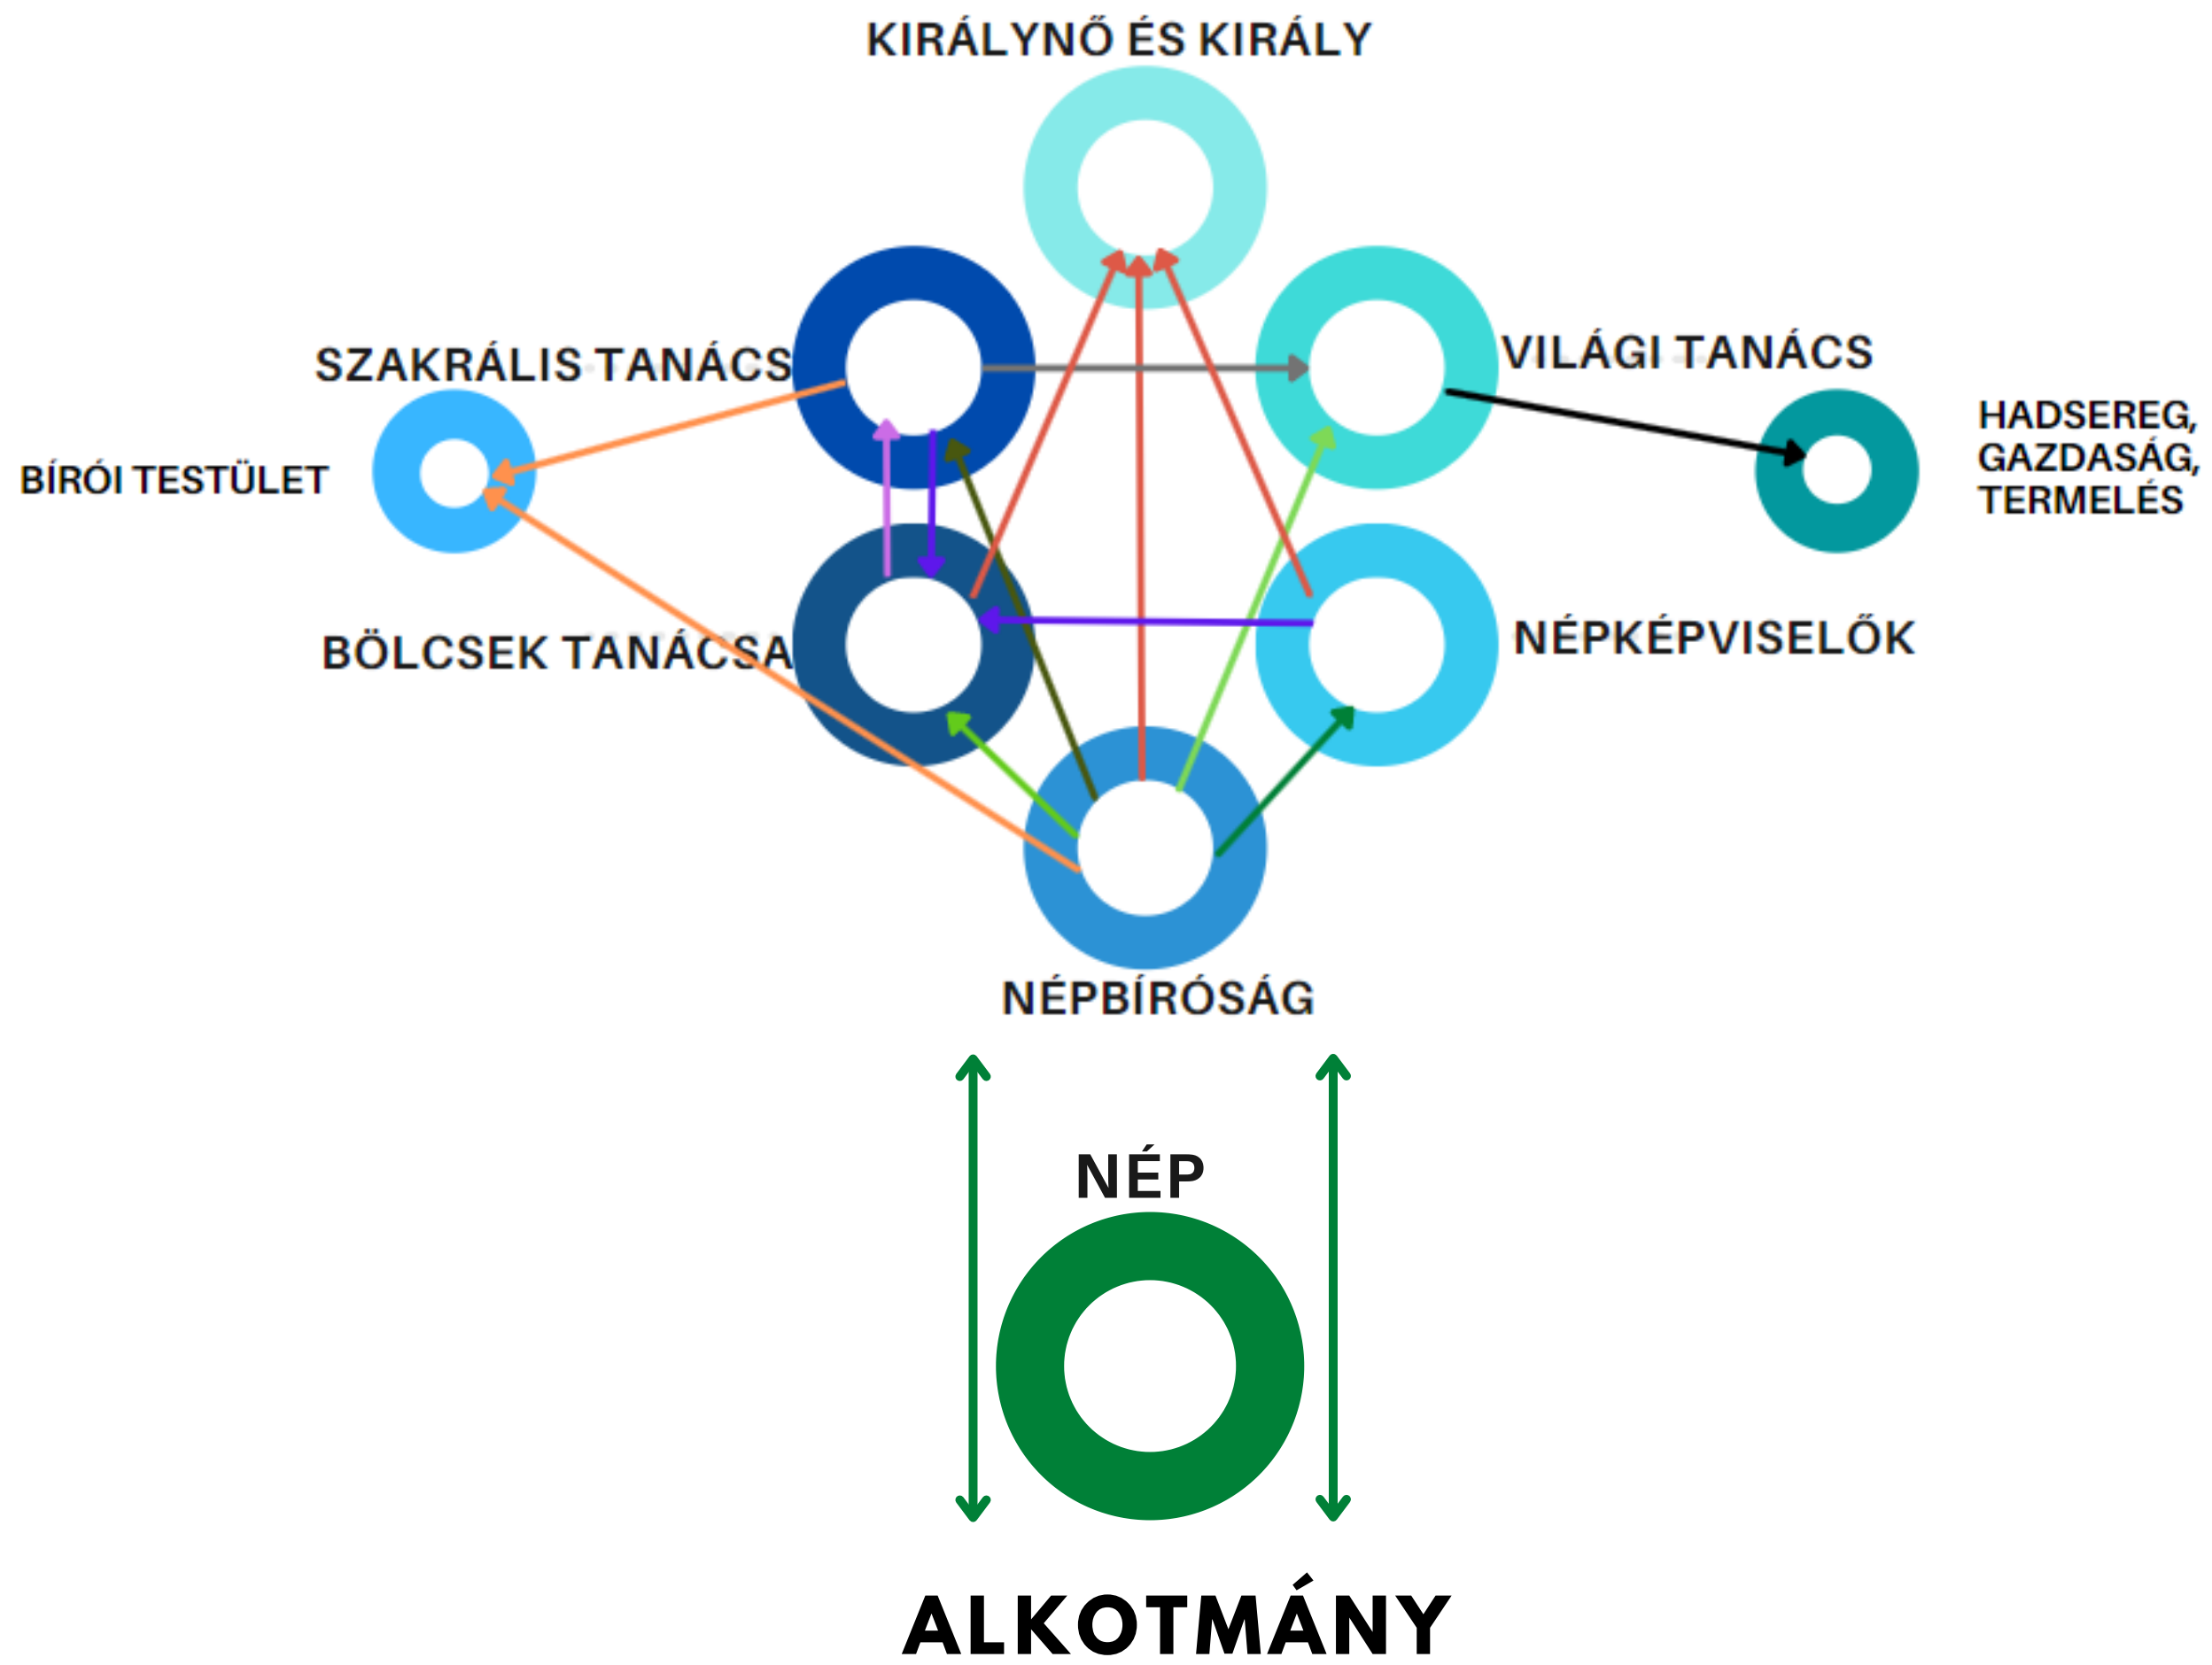 KIRÁLYNŐ ÉS KIRÁLY
SZAKRÁLIS TANÁCS
VILÁGI TANÁCS
BÍRÓI TESTÜLET
HADSEREG,
GAZDASÁG,
TERMELÉS
BÖLCSEK TANÁCSA
NÉPKÉPVISELŐK
NÉPBÍRÓSÁG
NÉP
ALKOTMÁNY